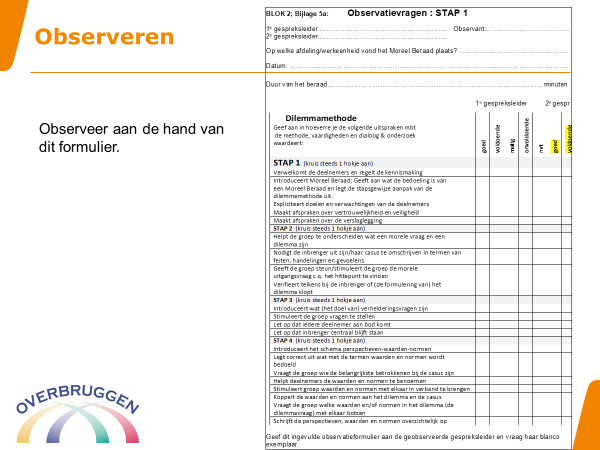 Observeren
Observeer aan de hand van
dit formulier.
OVERBRUGGEN
BLOK 2; Bijlage 5a: Observatievragen : STAP 1
1e gespreksleider: Observant:
2e gespreksleider:
Op welke afdeling/werkeenheid vond het Moreel Beraad plaats?
Datum:
Duur van het beraad minuten
1e gespreksleider 2e gespr
Dilemmamethode
Geef aan in hoeverre je de volgende uitspraken mbt
de methode, vaardigheden en dialoog & onderzoek
waardeert:
goed
voldoende
matig
onvoldoende
nvt
goed
voldoende
STAP 1 (kruis steeds 1 hokje aan)
Verwelkomt de deelnemers en regelt de kennismaking
Introduceert Moreel Beraad; Geeft aan wat de bedoeling is van
een Moreel Beraad en legt de stapsgewijze aanpak van de
dilemmamethode uit.
Expliciteert doelen en verwachtingen van de deelnemers
Maakt afspraken over vertrouwelijkheid en veiligheid
Maakt afspraken over de verslaglegging
STAP 2 (kruis steeds 1 hokje aan)
Helpt de groep te onderscheiden wat een morele vraag en een
dilemma zijn
Nodigt de inbrenger uit zijn/haar casus te omschrijven in termen van
feiten, handelingen en gevoelens
Geeft de groep steun/stimuleert de groep de morele
uitgangsvraag c.q. het hittepunt te vinden
Verifieert telkens bij de inbrenger of (de formulering van) het
dilemma klopt
STAP 3 (kruis steeds 1 hokje aan)
Introduceert wat (het doel van) verhelderingsvragen zijn
Stimuleert de groep vragen te stellen
Let op dat iedere deelnemer aan bod komt
Let op dat inbrenger centraal blijft staan
STAP 4 (kruis steeds 1 hokje aan)
Introduceert het schema perspectieven-waarden-normen
Legt correct uit wat met de termen waarden en normen wordt
bedoeld
Vraagt de groep wie de belangrijkste betrokkenen bij de casus zijn
Helpt deelnemers de waarden en normen te benoemen
Stimuleert groep waarden en normen met elkaar in verband te brengen
Koppelt de waarden en normen aan het dilemma en de casus
Vraagt de groep welke waarden en/of normen in het dilemma (de
dilemmavraag) met elkaar botsen
Schrijft de perspectieven, waarden en normen overzichtelijk op
Geef dit ingevulde observatieformulier aan de geobserveerde gespreksleider en vraag haar blanco
exemplaar.